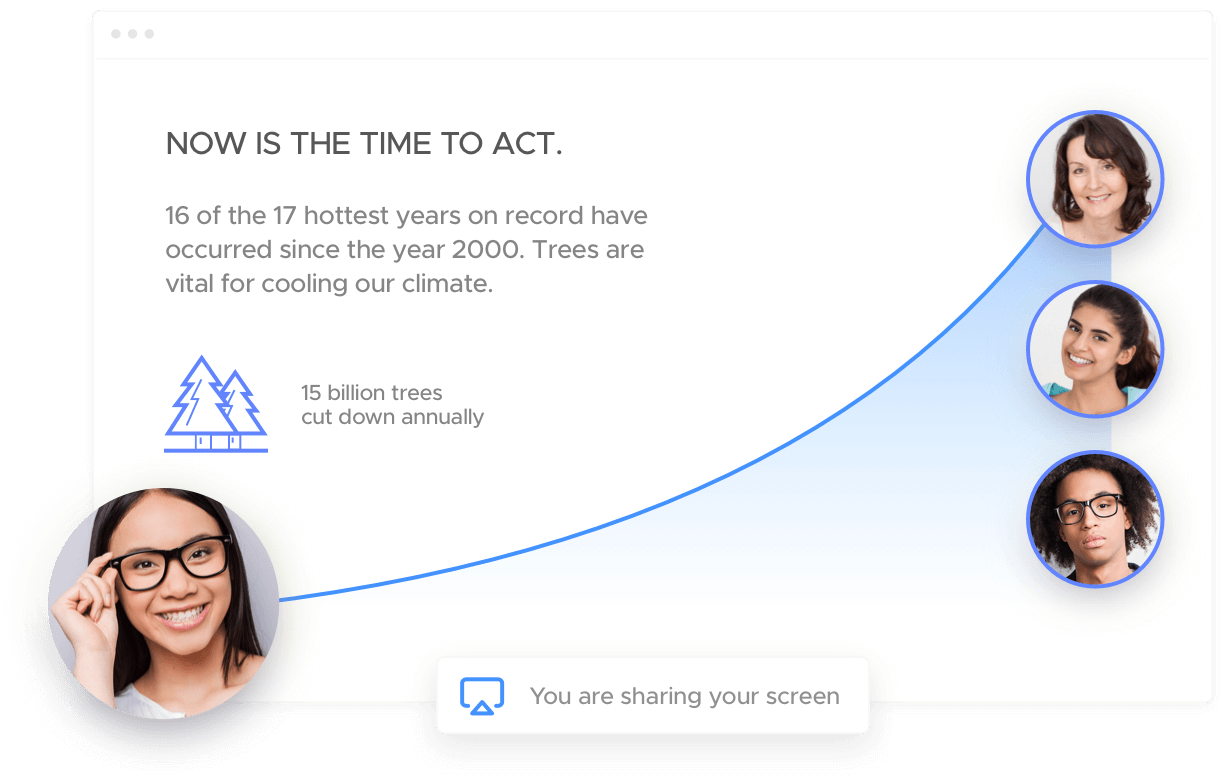 NOW IS THE TIME TO ACT.
16 of the 17 hottest years on record have
occurred since the year 2000. Trees are
vital for cooling our climate.
15 billion trees
cut down annually
You are sharing your screen